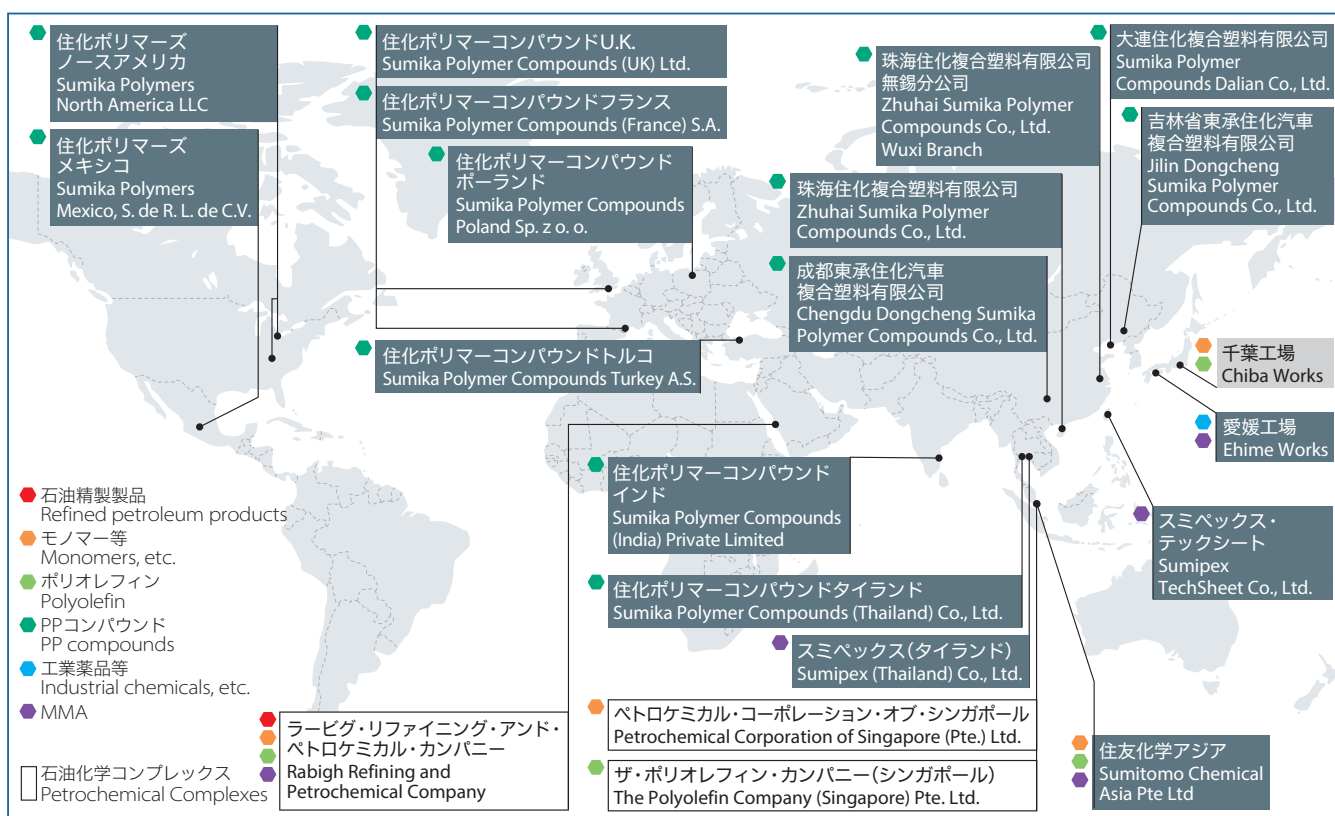 住化ポリマーズ
ノースアメリカ
Sumika Polymers
North America LLC
住化ポリマーズ
メキシコ
Sumika Polymers
Mexico, S. de R. L. de C.V.
住化ポリマーコンパウンドU.K.
Sumika Polymer Compounds (UK) Ltd.
住化ポリマーコンパウンドフランス
Sumika Polymer Compounds (France) S.A.
住化ポリマーコンパウンド
ポーランド
Sumika Polymer Compounds
Poland Sp. z o. o.
住化ポリマーコンパウンドトルコ
Sumika Polymer Compounds Turkey A.S.
珠海住化複合塑料有限公司
無錫分公司
Zhuhai Sumika Polymer
Compounds Co., Ltd.
Wuxi Branch
珠海住化複合塑料有限公司
Zhuhai Sumika Polymer
Compounds Co., Ltd.
成都東承住化汽車
複合塑料有限公司
Chengdu Dongcheng Sumika
Polymer Compounds Co., Ltd.
大連住化複合塑料有限公司
Sumika Polymer
Compounds Dalian Co., Ltd.
吉林省東承住化汽車
複合塑料有限公司
Jilin Dongcheng
Sumika Polymer
Compounds Co., Ltd.
千葉工場
Chiba Works
愛媛工場
Ehime Works
住化ポリマーコンパウンド
インド
Sumika Polymer Compounds
(India) Private Limited
住化ポリマーコンパウンドタイランド
Sumika Polymer Compounds (Thailand) Co., Ltd.
スミペックス（タイランド）
Sumipex (Thailand) Co., Ltd.
スミペックス・
テックシート
Sumipex
TechSheet Co., Ltd.
石油精製製品
Refined petroleum products
モノマー等
Monomers, etc.
ポリオレフィン
Polyolefin
PPコンパウンド
PP compounds
工業薬品等
Industrial chemicals, etc.
MMA
石油化学コンプレックス
Petrochemical Complexes
ラービグ・リファイニング・アンド・
ペトロケミカル・カンパニー
Rabigh Refining and
Petrochemical Company
ペトロケミカル・コーポレーション・オブ・シンガポール
Petrochemical Corporation of Singapore (Pte.) Ltd.
ザ・ポリオレフィン・カンパニー（シンガポール）
The Polyolefin Company (Singapore) Pte. Ltd.
住友化学アジア
Sumitomo Chemical
Asia Pte Ltd